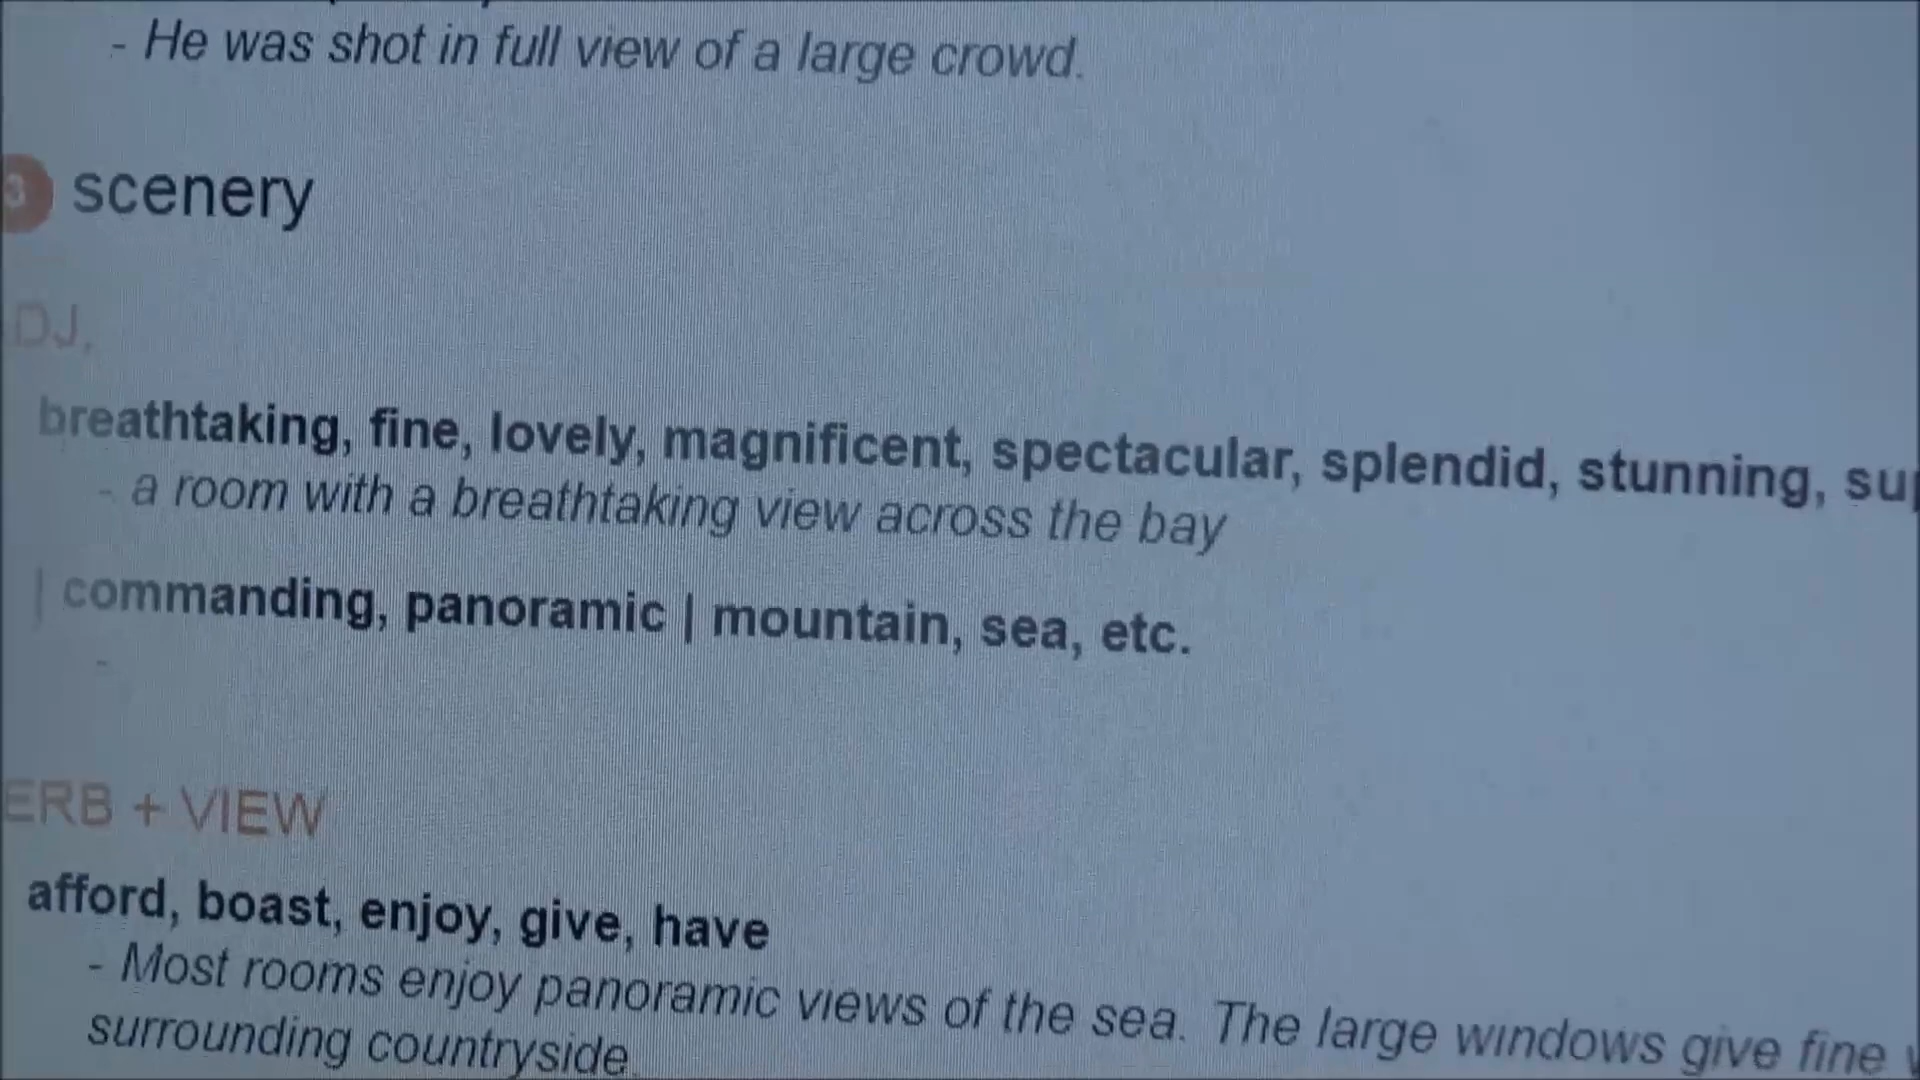 - He was shot in full view of a large crowd.
3 scenery
DJ.
breathtaking, fine, lovely, magnificent, spectacular, splendid, stunning, sup
- a room with a breathtaking view across the bay
| commanding, panoramic | mountain, sea, etc.
-
ERB + VIEW
afford, boast, enjoy, give, have
- Most rooms enjoy panoramic views of the sea. The large windows give fine
surrounding countryside.